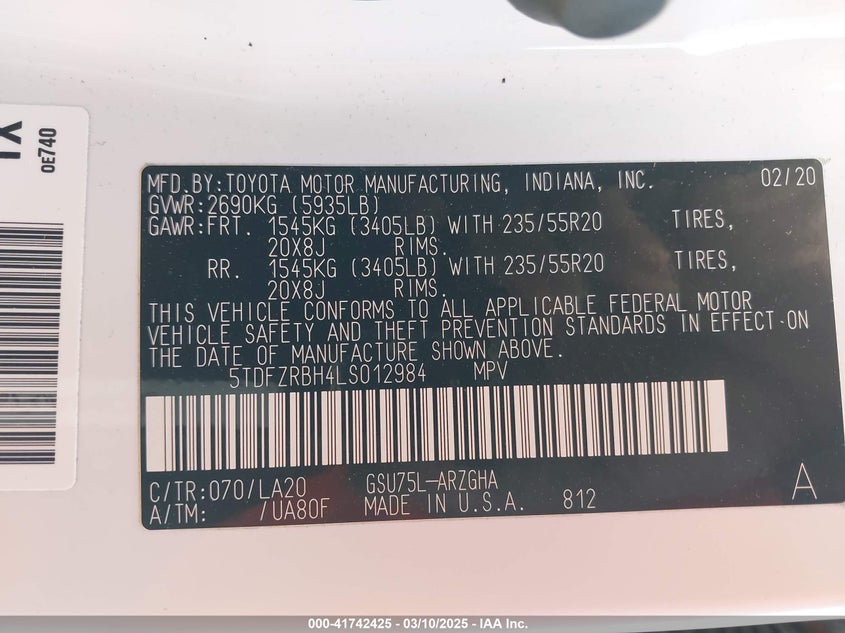 OE740
MFD.BY:TOYOTA MOTOR MANUFACTURING, INDIANA, INC. 02/20
GVWR:2690KG (5935LB)
GAWR:FRT. 1545KG (3405LB) WITH 235/55R20 TIRES,
20X8J RIMS.
RR. 1545KG (3405LB) WITH 235/55R20 TIRES,
20X8J RIMS.
THIS VEHICLE CONFORMS TO ALL APPLICABLE FEDERAL MOTOR
VEHICLE SAFETY AND THEFT PREVENTION STANDARDS IN EFFECT ON
THE DATE OF MANUFACTURE SHOWN ABOVE.
5TDFZRBH4LS012984 MPV
C/TR:070/LA20 GSU75L-ARZGHA A
A/TM: /UA80F MADE IN U.S.A. 812
000-41742425 - 03/10/2025 - IAA Inc.